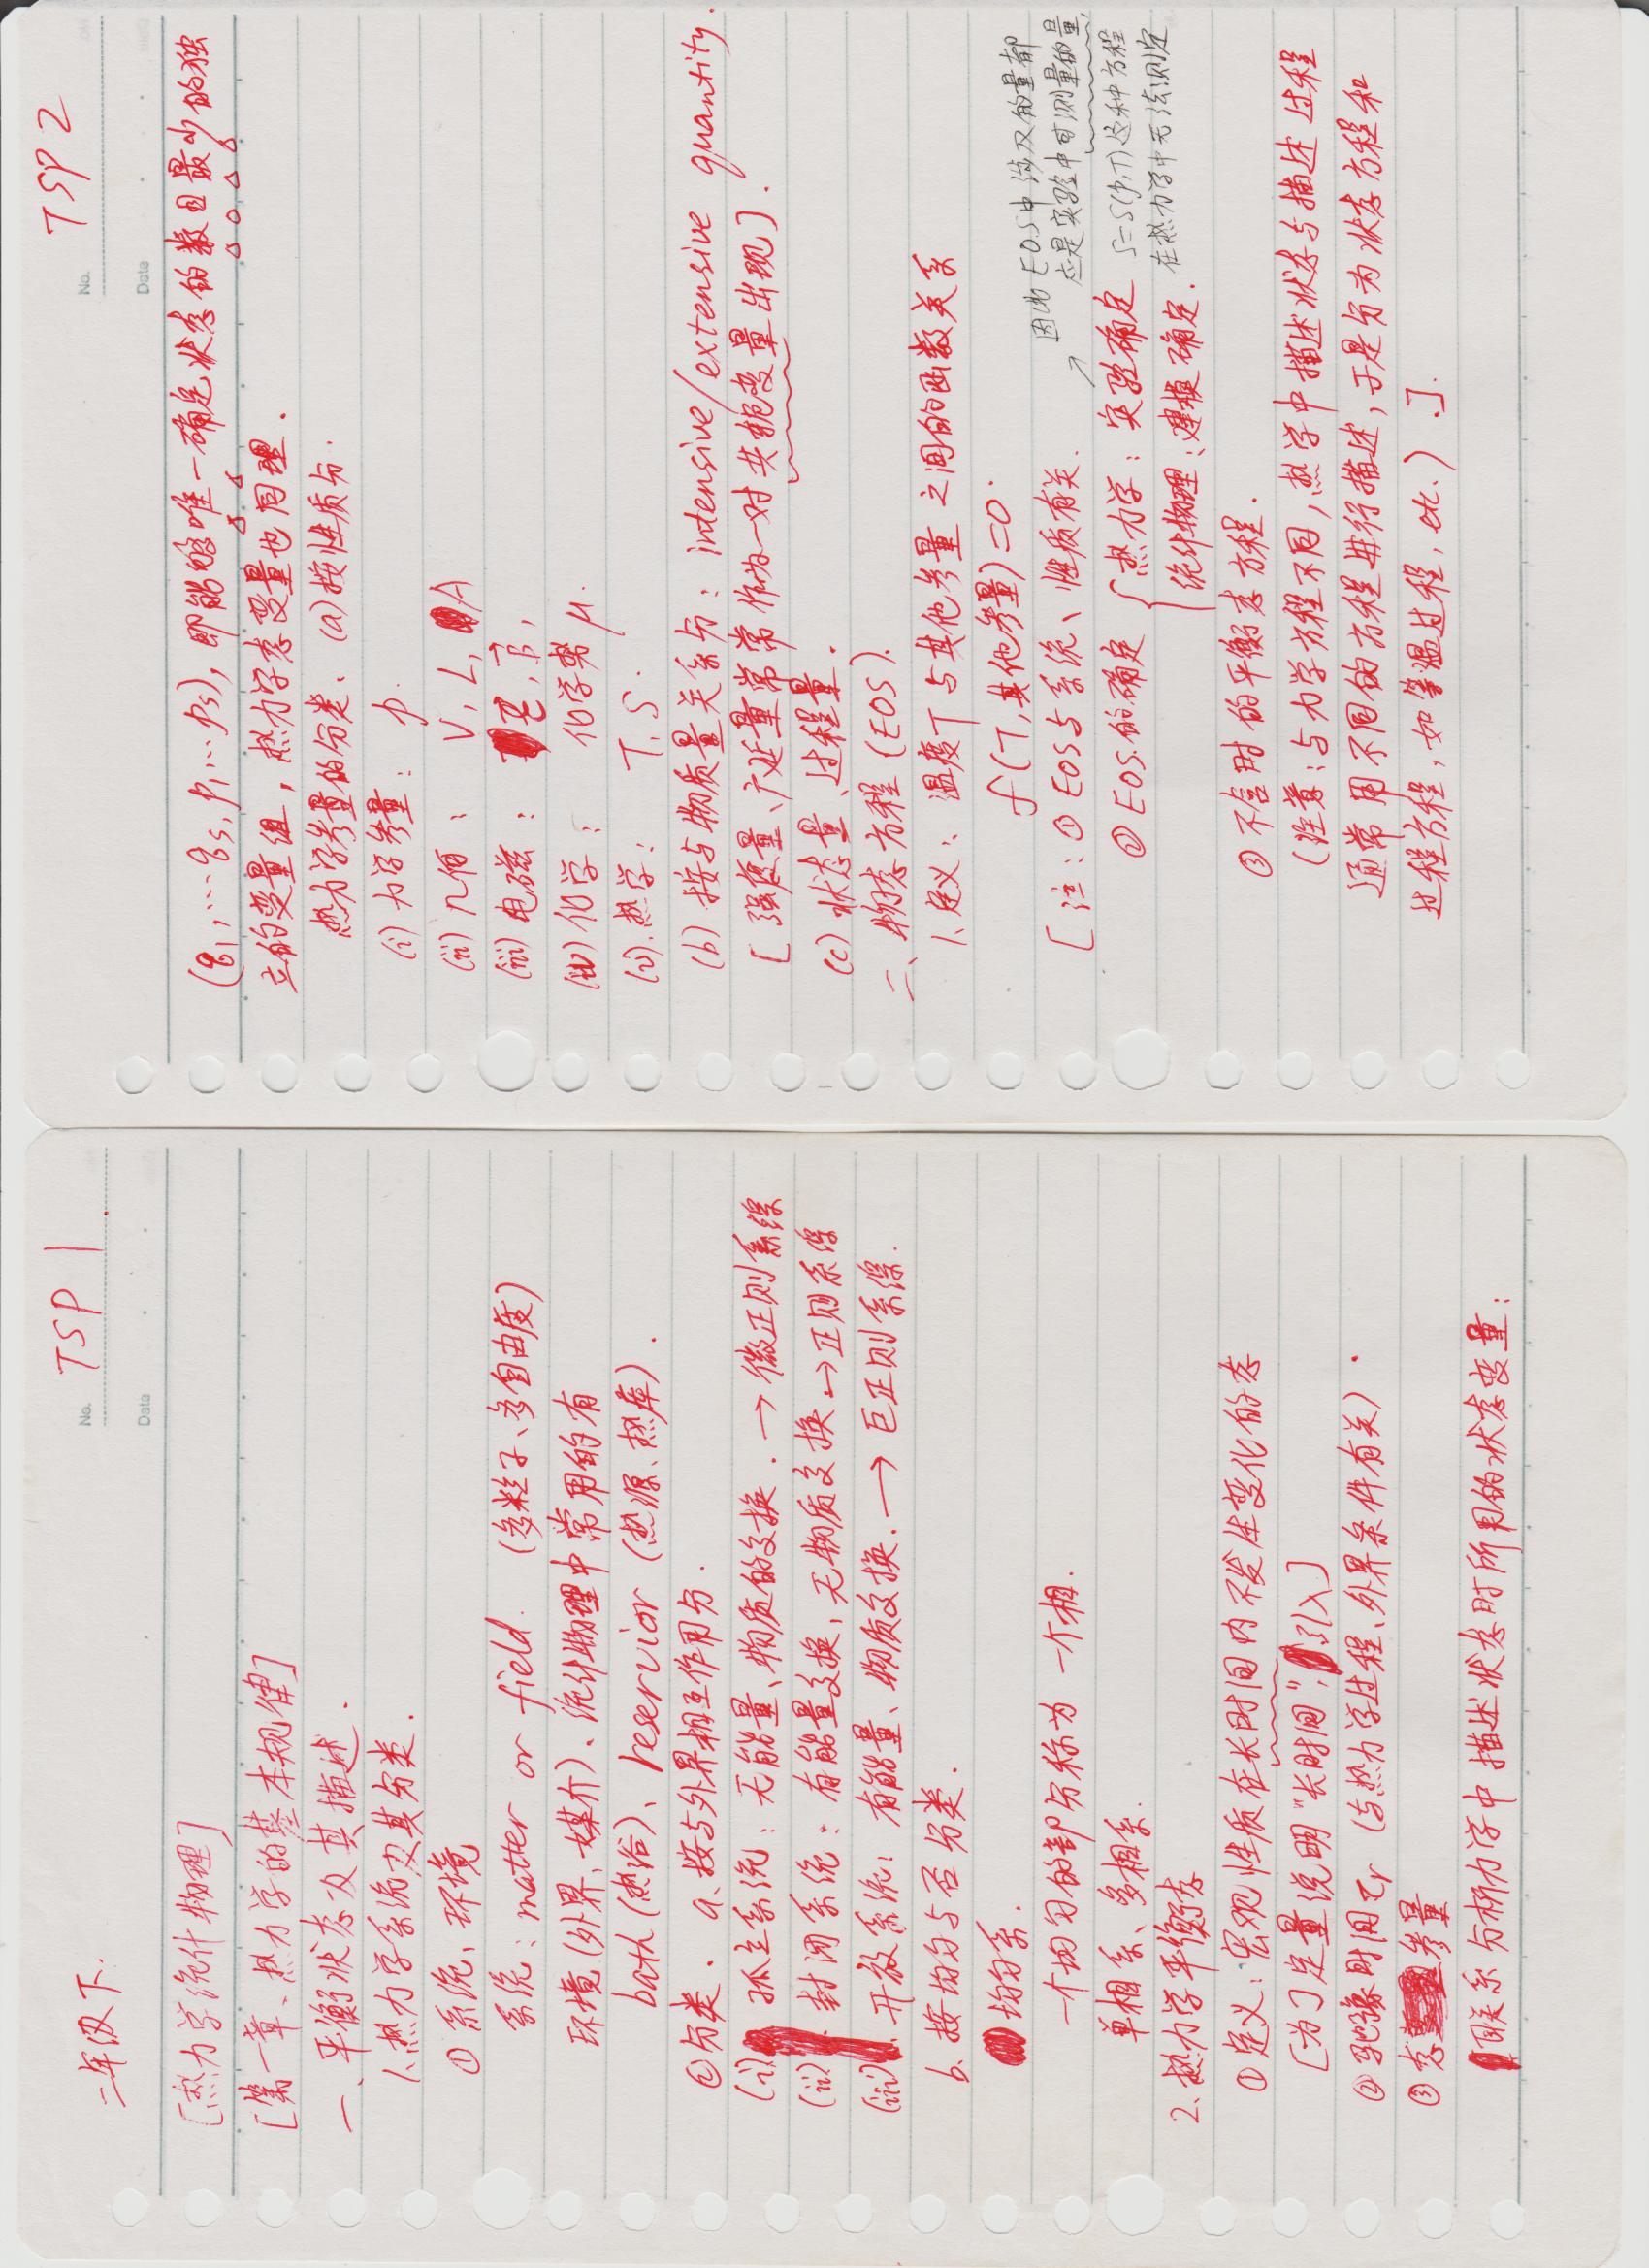 二年级下.
No. TSP 1
Data
[热力学统计物理]
[第一章、热力学的基本规律]
一、平衡状态及其描述.
1.热力学系统及其分类.
① 系统、环境
系统: matter or field. (多粒子、多自由度)
环境(外界、媒介)、统计物理中常用的有
bath(热浴)、reservior(热源、热库).
②分类. a、按与外界相互作用分.
(i) 孤立系统: 无能量、物质的交换. → 微正则系综
(ii) 封闭系统: 有能量交换, 无物质交换 → 正则系综
(iii) 开放系统: 有能量、物质交换. → 巨正则系综.
b、按均匀与否分类.
均匀系.
一个均匀的部分称为一个相.
单相系、多相系.
2、热力学平衡态
①定义: 宏观性质在长时间内不发生变化的态
[为了定量说明"长时间", 引入]
②驰豫时间τr (与热力学过程、外界条件有关).
③态参量
联系分析力学中描述状态时所用的状态变量:
No. TSP 2
Data
(q1,…qs, p1…ps), 即能够唯一确定状态的数目最少的独
立的变量组, 热力学态变量也同理.
热力学参量的分类、(a)按性质分.
(i) 力学参量: p.
(ii) 几何: V, L, A
(iii) 电磁: E⃗, B⃗,
(iv) 化学: 化学势μ.
(v).热学: T, S.
(b) 按与物质量关系分: intensive/extensive quantity.
[强度量、广延量常常作为一对共轭变量出现].
(c) 状态量、过程量.
二、物态方程(EOS).
1、定义: 温度T与其他参量之间的函数关系
f(T,其他参量)=0.
[注: ① EOS与系统、性质有关.
因此EOS中涉及的量都
应是实验中可测量的量,
S=S(p,T)这种方程
在热力学中无法测定
② EOS.的确定 { 热力学: 实验确定
统计物理: 建模确定.
③ 不含时的平衡态方程.
(注意: 与力学方程不同, 热学中描述状态与描述过程
通常用不同的方程进行描述, 于是分为状态方程和
过程方程, 如等温过程, etc.) .].